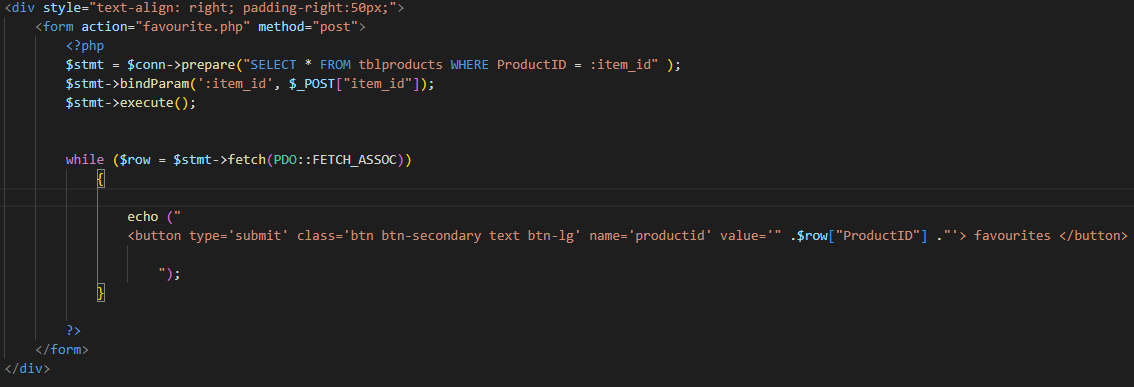 <div style="text-align: right; padding-right:50px;">
<form action="favourite.php" method="post">
<?php
$stmt = $conn->prepare("SELECT * FROM tblproducts WHERE ProductID = :item_id" );
$stmt->bindParam(':item_id', $_POST["item_id"]);
$stmt->execute();
while ($row = $stmt->fetch(PDO::FETCH_ASSOC))
{
echo ("
<button type='submit' class='btn btn-secondary text btn-lg' name='productid' value='" .$row["ProductID"] ."'> favourites </button>
");
}
?>
</form>
</div>